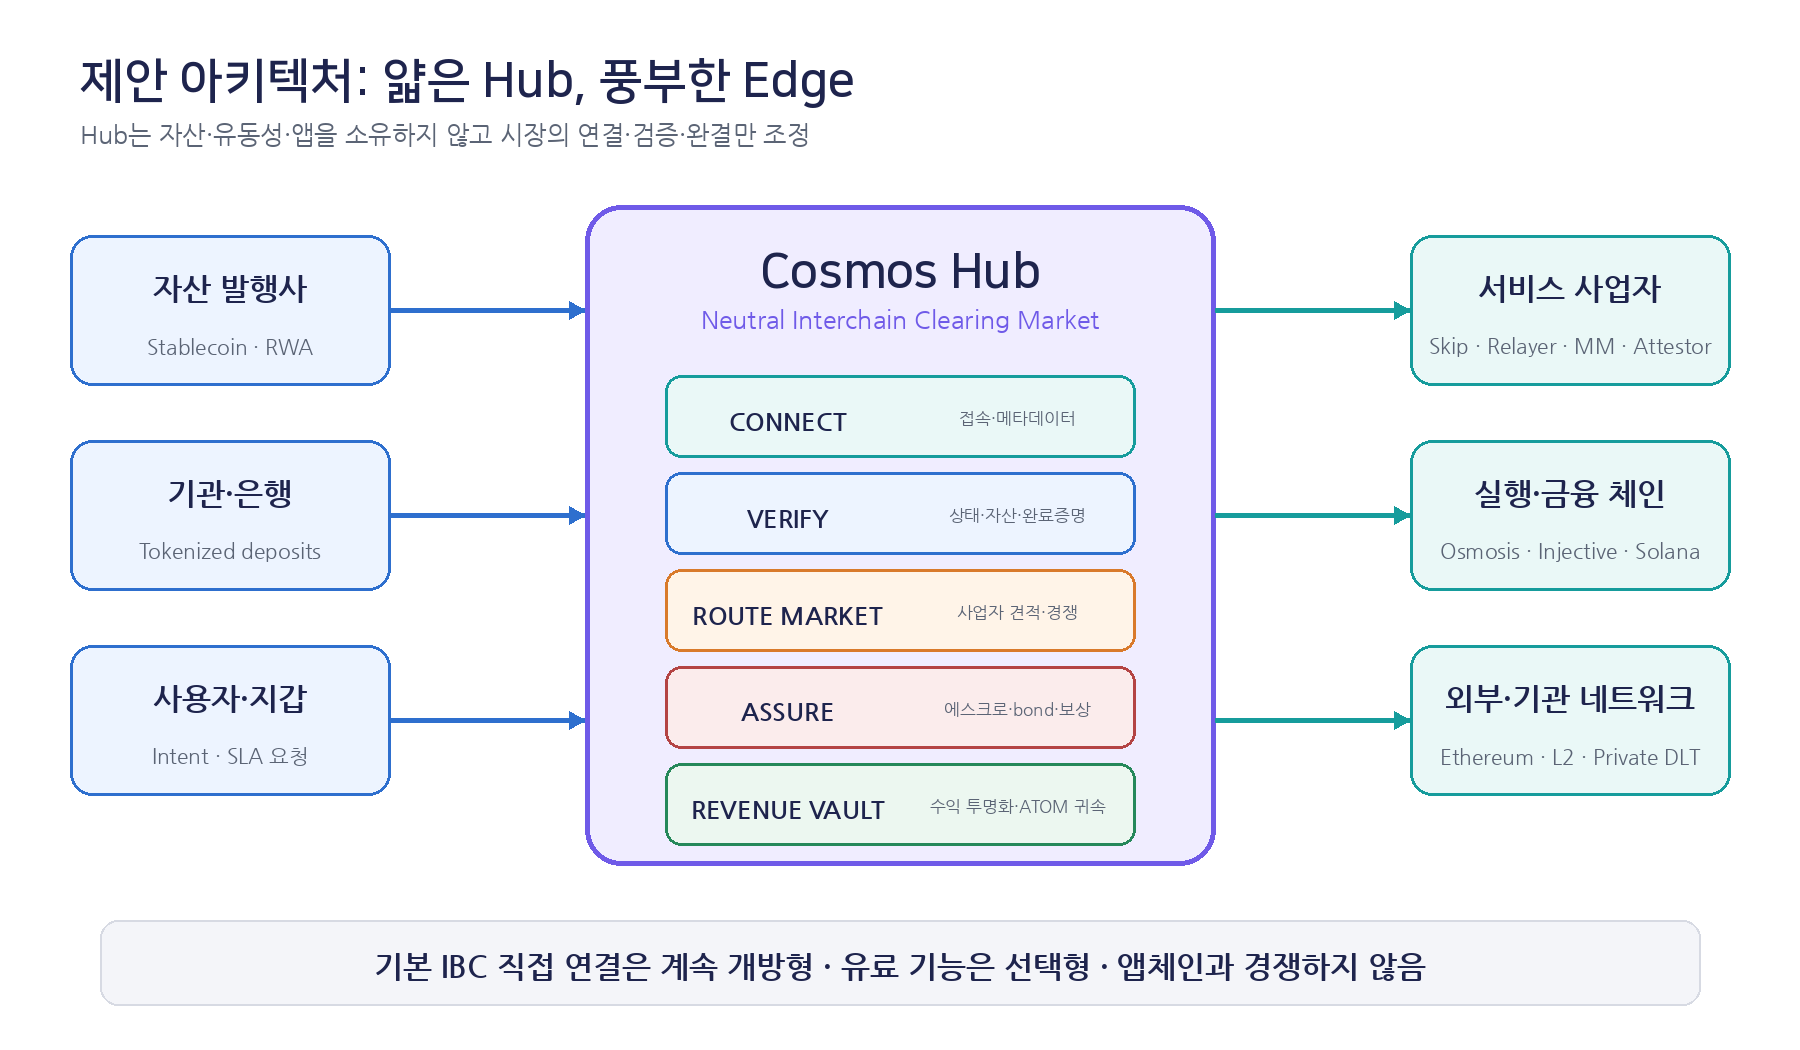 제안 아키텍처: 얇은 Hub, 풍부한 Edge
Hub는 자산·유동성·앱을 소유하지 않고 시장의 연결·검증·완결만 조정
자산 발행사
Stablecoin · RWA
기관·은행
Tokenized deposits
사용자·지갑
Intent · SLA 요청
Cosmos Hub
Neutral Interchain Clearing Market
CONNECT 접속·메타데이터
VERIFY 상태·자산·완료증명
ROUTE MARKET 사업자 견적·경쟁
ASSURE 에스크로·bond·보상
REVENUE VAULT 수익 투명화·ATOM 귀속
서비스 사업자
Skip · Relayer · MM · Attestor
실행·금융 체인
Osmosis · Injective · Solana
외부·기관 네트워크
Ethereum · L2 · Private DLT
기본 IBC 직접 연결은 계속 개방형 · 유료 기능은 선택형 · 앱체인과 경쟁하지 않음